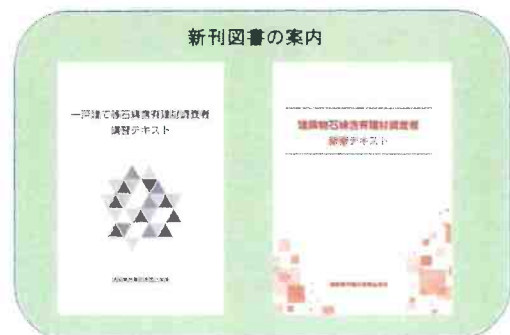 新刊図書の案内
一戸建て等石綿含有建材調査者
講習テキスト
建築物石綿含有建材調査者
講習テキスト